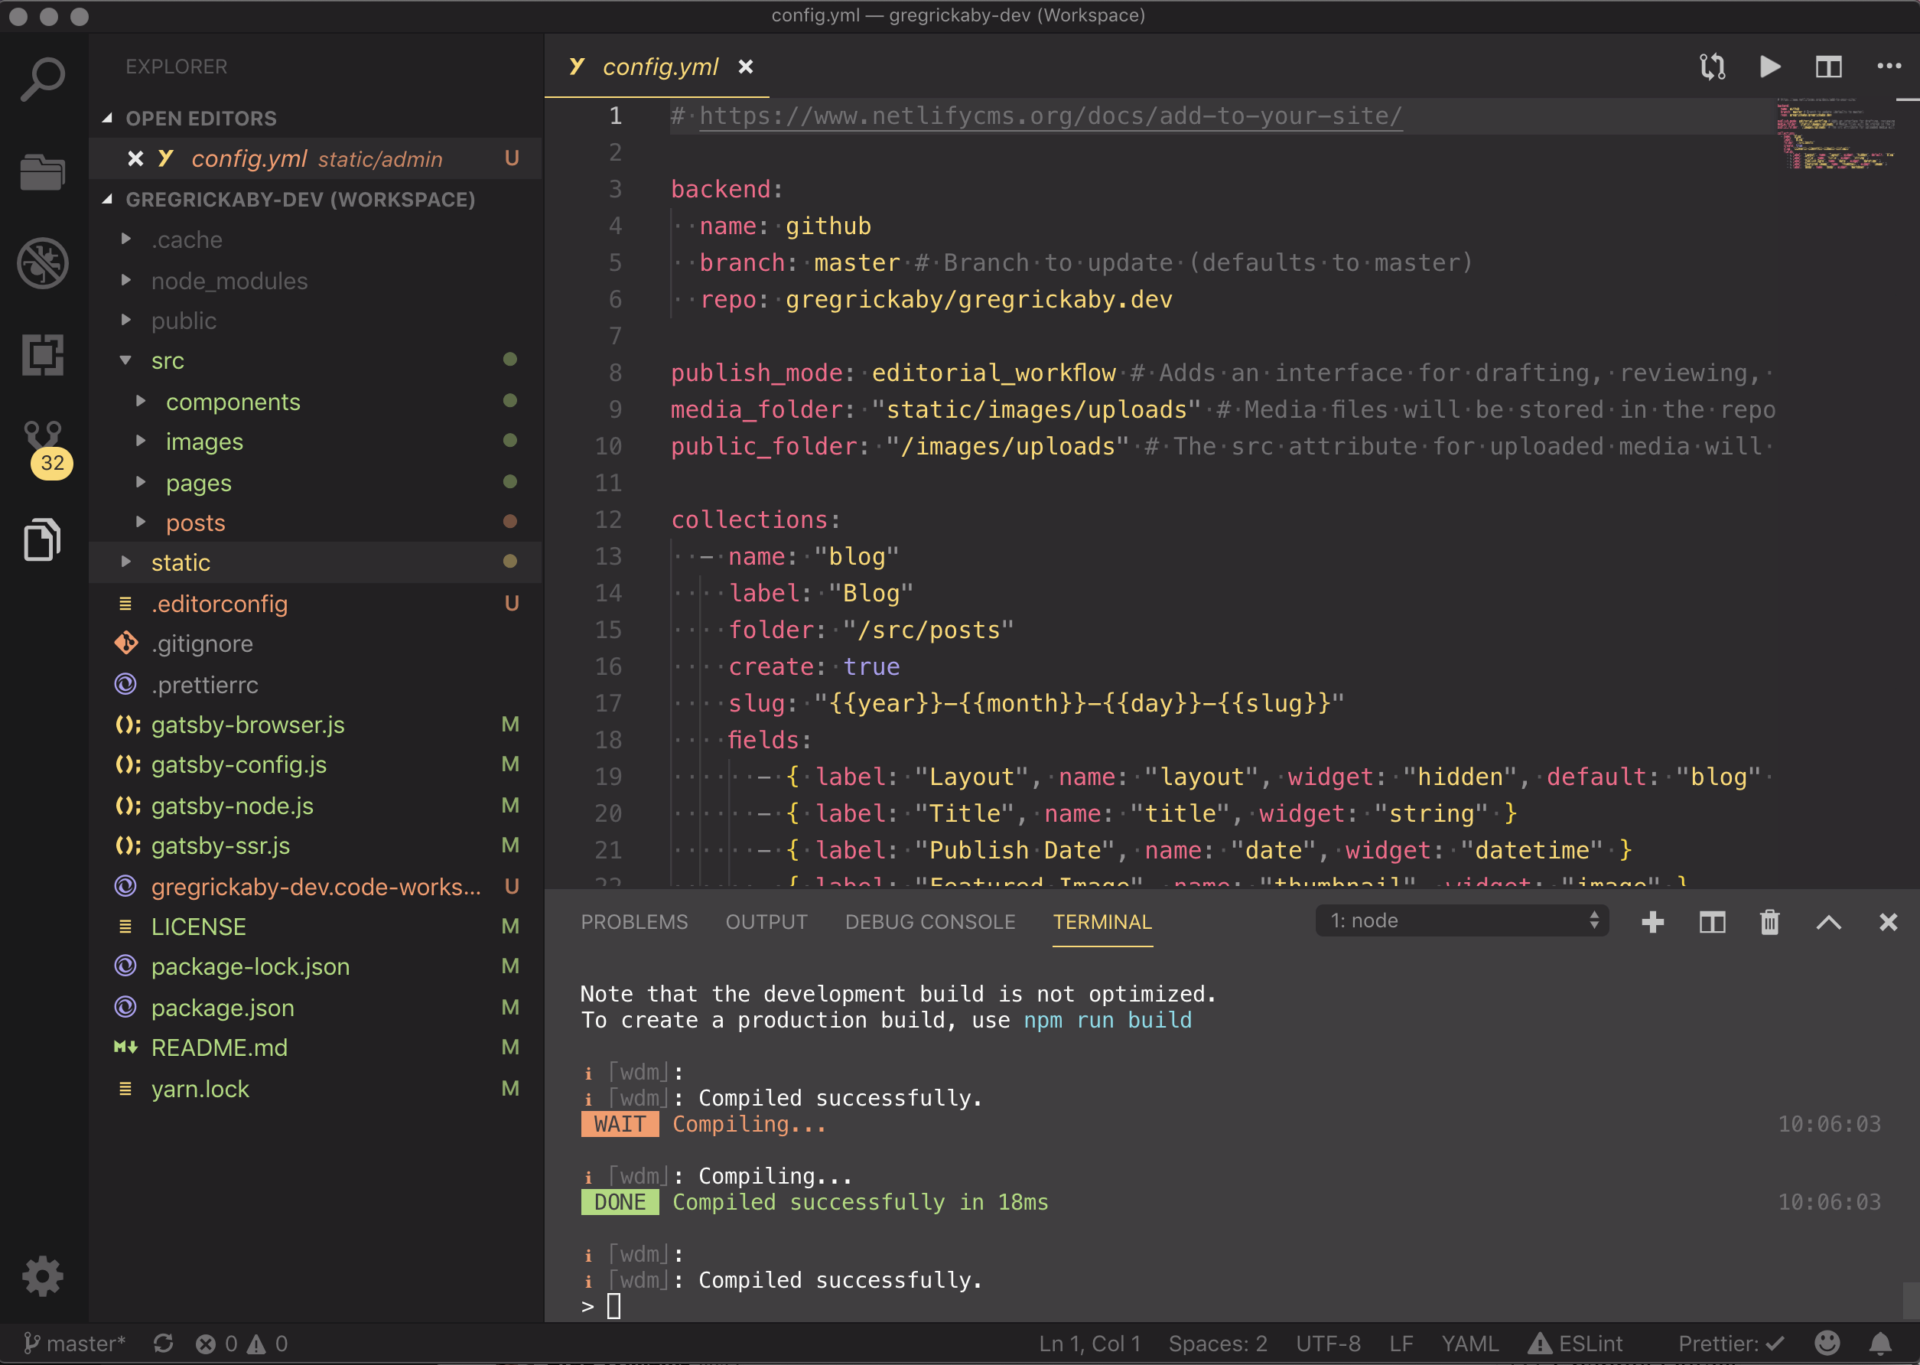 config.yml — gregrickaby-dev (Workspace)
EXPLORER
OPEN EDITORS
config.yml static/admin U
GREGRICKABY-DEV (WORKSPACE)
.cache
node_modules
public
src
components
images
pages
posts
static
.editorconfig U
.gitignore
.prettierrc
gatsby-browser.js M
gatsby-config.js M
gatsby-node.js M
gatsby-ssr.js M
gregrickaby-dev.code-works... U
LICENSE M
package-lock.json M
package.json M
README.md M
yarn.lock M
32
config.yml
1 # https://www.netlifycms.org/docs/add-to-your-site/
2
3 backend:
4 name: github
5 branch: master # Branch to update (defaults to master)
6 repo: gregrickaby/gregrickaby.dev
7
8 publish_mode: editorial_workflow # Adds an interface for drafting, reviewing,
9 media_folder: "static/images/uploads" # Media files will be stored in the repo
10 public_folder: "/images/uploads" # The src attribute for uploaded media will
11
12 collections:
13 - name: "blog"
14 label: "Blog"
15 folder: "/src/posts"
16 create: true
17 slug: "{{year}}-{{month}}-{{day}}-{{slug}}"
18 fields:
19 - { label: "Layout", name: "layout", widget: "hidden", default: "blog"
20 - { label: "Title", name: "title", widget: "string" }
21 - { label: "Publish Date", name: "date", widget: "datetime" }
22 - { label: "Featured Image", name: "thumbnail", widget: "image" }
PROBLEMS OUTPUT DEBUG CONSOLE TERMINAL 1: node
Note that the development build is not optimized.
To create a production build, use npm run build
i ｢wdm｣:
i ｢wdm｣: Compiled successfully.
WAIT Compiling... 10:06:03
i ｢wdm｣: Compiling...
DONE Compiled successfully in 18ms 10:06:03
i ｢wdm｣:
i ｢wdm｣: Compiled successfully.
>
master* 0 0 Ln 1, Col 1 Spaces: 2 UTF-8 LF YAML ESLint Prettier: ✓